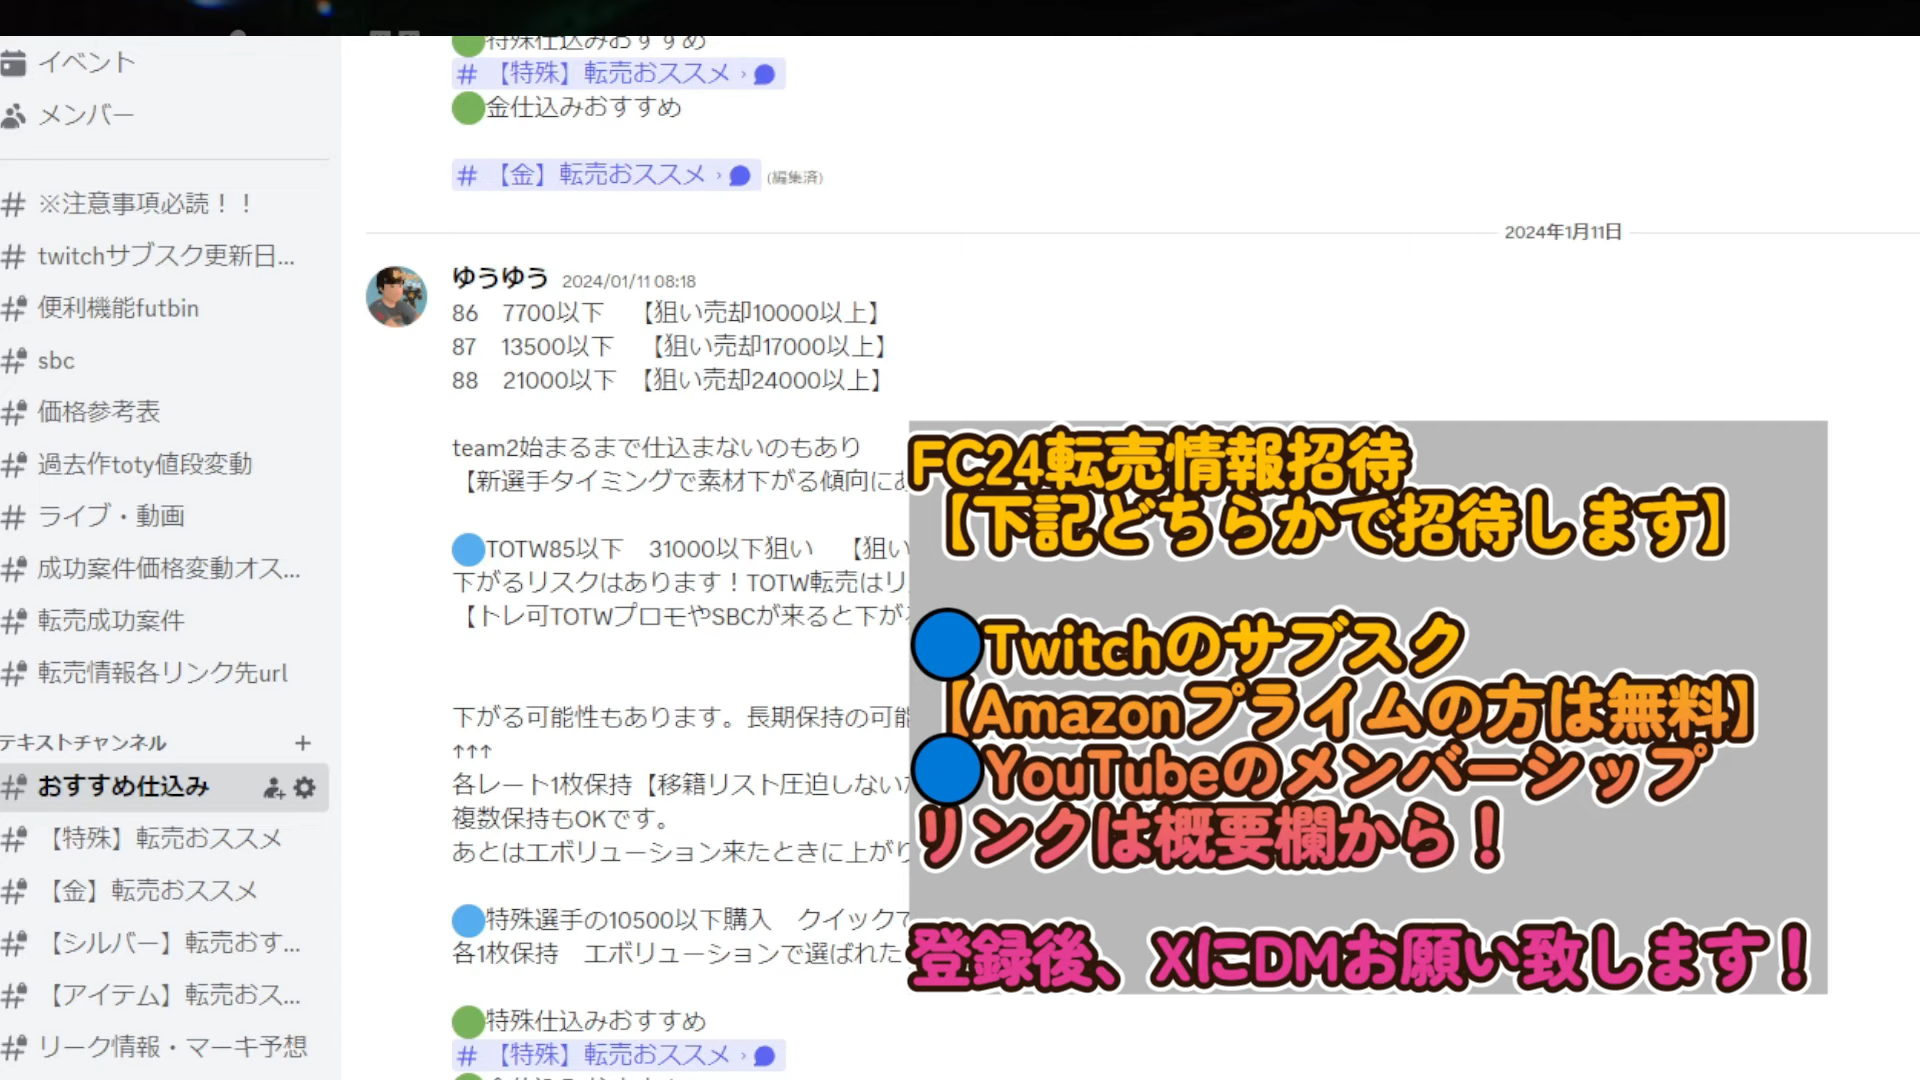 イベント
メンバー
# ※注意事項必読！！
# twitchサブスク更新日...
# 便利機能futbin
# sbc
# 価格参考表
# 過去作toty値段変動
# ライブ・動画
# 成功案件価格変動オス...
# 転売成功案件
# 転売情報各リンク先url
テキストチャンネル +
# おすすめ仕込み
# 【特殊】転売おススメ
# 【金】転売おススメ
# 【シルバー】転売おす...
# 【アイテム】転売おス...
# リーク情報・マーキ予想
特殊仕込みおすすめ
# 【特殊】転売おススメ ›
金仕込みおすすめ
# 【金】転売おススメ › (編集済)
2024年1月11日
ゆうゆう 2024/01/11 08:18
86 7700以下 【狙い売却10000以上】
87 13500以下 【狙い売却17000以上】
88 21000以下 【狙い売却24000以上】
team2始まるまで仕込まないのもあり
【新選手タイミングで素材下がる傾向にあ
TOTW85以下 31000以下狙い 【狙い
下がるリスクはあります！TOTW転売はリ
【トレ可TOTWプロモやSBCが来ると下が
下がる可能性もあります。長期保持の可能
↑↑↑
各レート1枚保持【移籍リスト圧迫しない
複数保持もOKです。
あとはエボリューション来たときに上がり
特殊選手の10500以下購入 クイックで
各1枚保持 エボリューションで選ばれた
特殊仕込みおすすめ
# 【特殊】転売おススメ ›
FC24転売情報招待
【下記どちらかで招待します】
Twitchのサブスク
【Amazonプライムの方は無料】
YouTubeのメンバーシップ
リンクは概要欄から！
登録後、XにDMお願い致します！